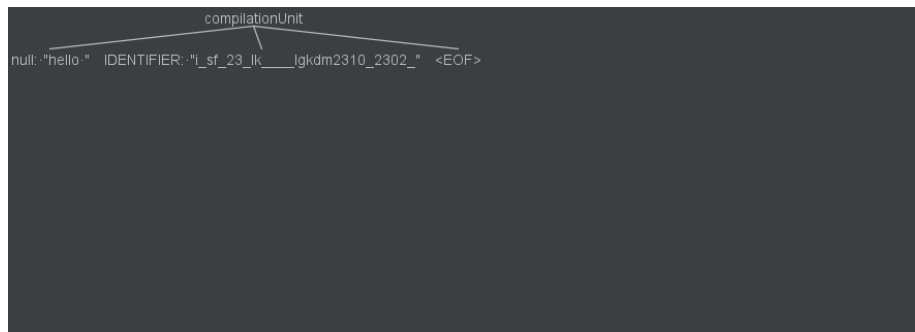 compilationUnit
null:·"hello·" IDENTIFIER:·"i_sf_23_lk____lgkdm2310_2302_" <EOF>